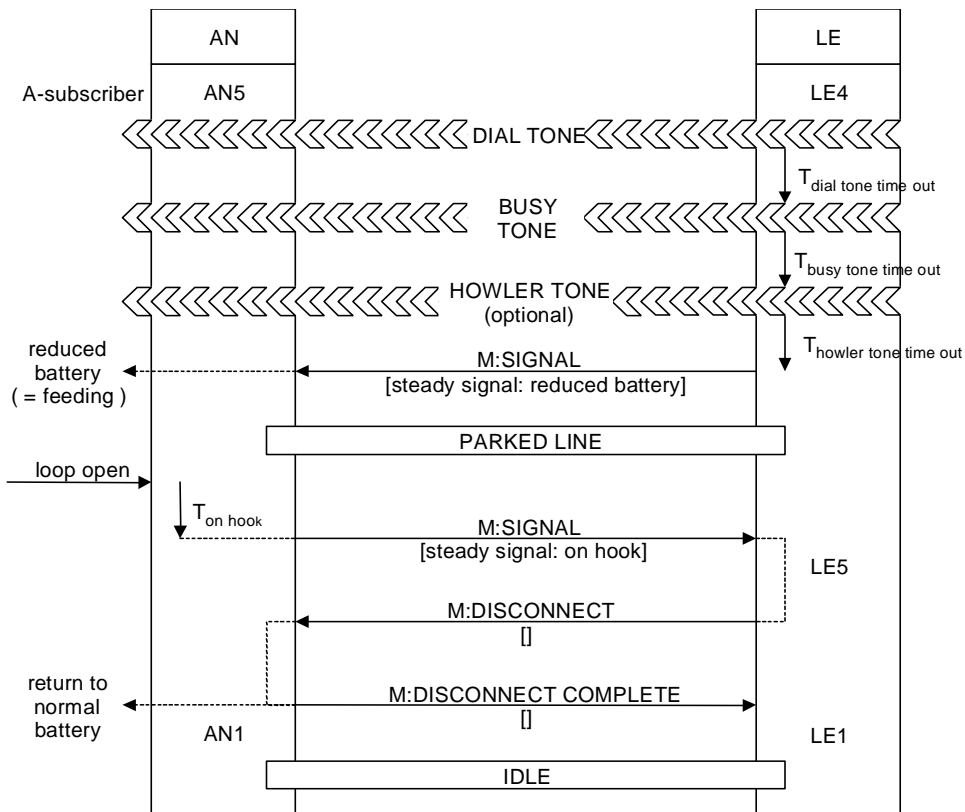 AN
LE
A-subscriber
AN5
LE4
DIAL TONE
T dial tone time out
BUSY
TONE
T busy tone time out
HOWLER TONE
(optional)
T howler tone time out
reduced
battery
( = feeding )
M:SIGNAL
[steady signal: reduced battery]
PARKED LINE
loop open
T on hook
M:SIGNAL
[steady signal: on hook]
LE5
M:DISCONNECT
[]
return to
normal
battery
M:DISCONNECT COMPLETE
[]
AN1
LE1
IDLE